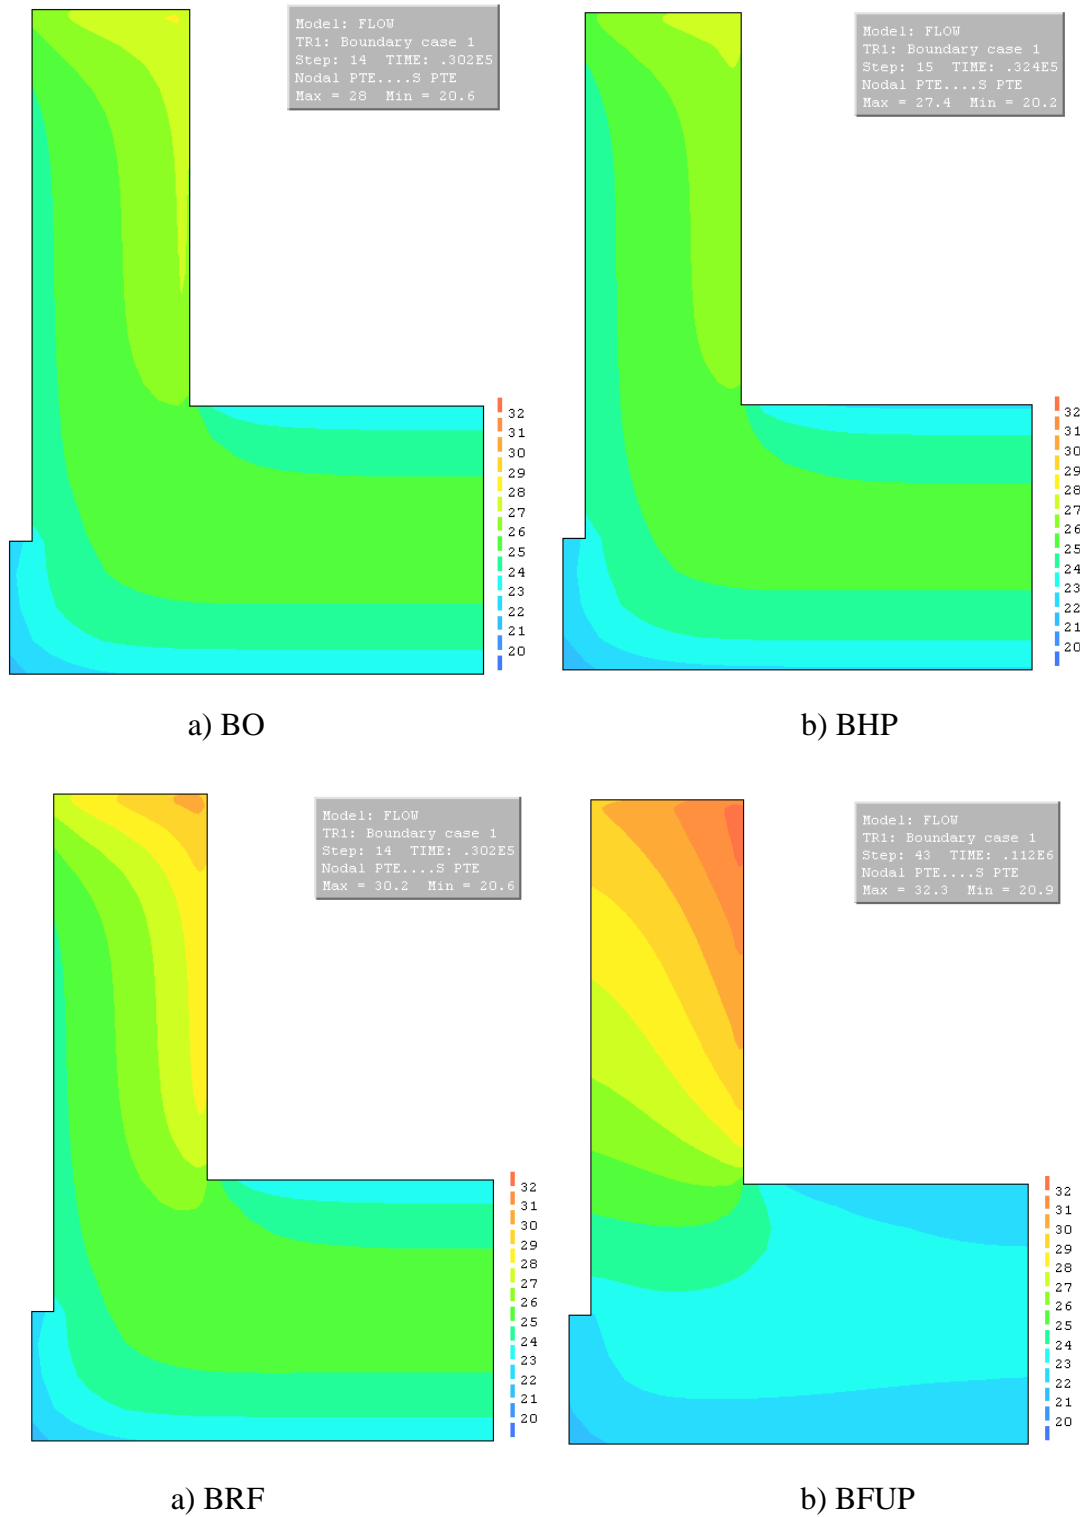 Model: FLOW
TR1: Boundary case 1
Step: 14 TIME: .302E5
Nodal PTE....S PTE
Max = 28 Min = 20.6
32
31
30
29
28
27
26
25
24
23
22
21
20
a) BO
Model: FLOW
TR1: Boundary case 1
Step: 15 TIME: .324E5
Nodal PTE....S PTE
Max = 27.4 Min = 20.2
32
31
30
29
28
27
26
25
24
23
22
21
20
b) BHP
Model: FLOW
TR1: Boundary case 1
Step: 14 TIME: .302E5
Nodal PTE....S PTE
Max = 30.2 Min = 20.6
32
31
30
29
28
27
26
25
24
23
22
21
20
a) BRF
Model: FLOW
TR1: Boundary case 1
Step: 43 TIME: .112E6
Nodal PTE....S PTE
Max = 32.3 Min = 20.9
32
31
30
29
28
27
26
25
24
23
22
21
20
b) BFUP